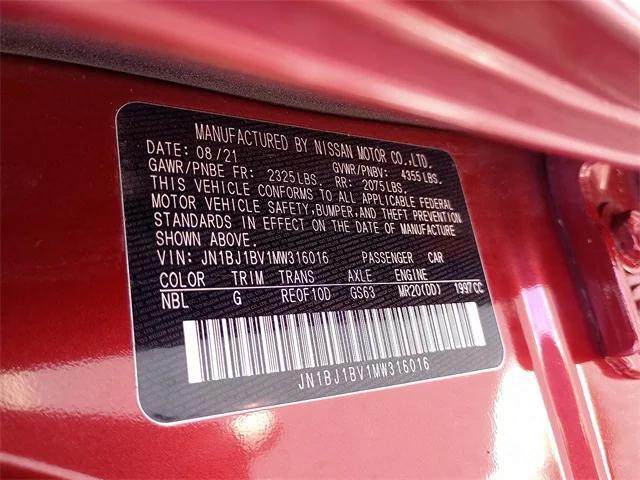 MANUFACTURED BY NISSAN MOTOR CO.,LTD.
DATE: 08/21 GVWR/PNBV: 4355 LBS.
GAWR/PNBE FR: 2325LBS. RR: 2075LBS.
THIS VEHICLE CONFORMS TO ALL APPLICABLE FEDERAL
MOTOR VEHICLE SAFETY,BUMPER,AND THEFT PREVENTION
STANDARDS IN EFFECT ON THE DATE OF MANUFACTURE
SHOWN ABOVE.
VIN: JN1BJ1BV1MW316016 PASSENGER CAR
COLOR TRIM TRANS AXLE ENGINE
NBL G RE0F10D GS63 MR20(DD) 1997CC
JN1BJ1BV1MW316016